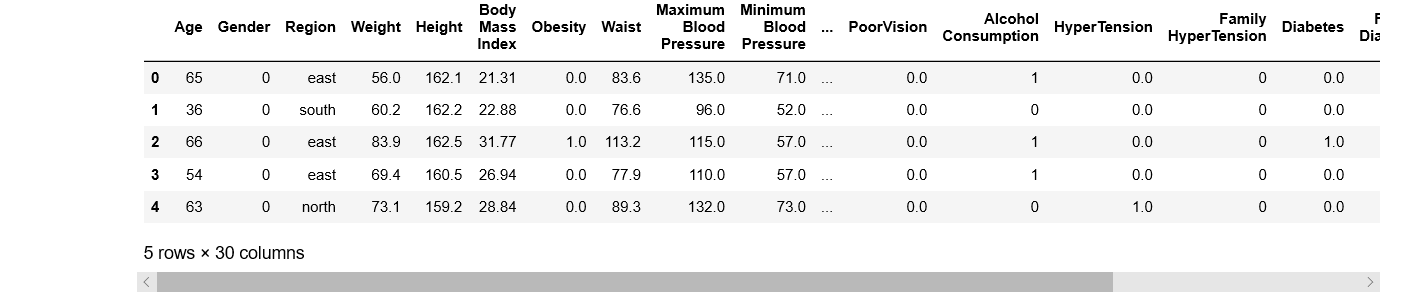 Age Gender Region Weight Height Body Mass Index Obesity Waist Maximum Blood Pressure Minimum Blood Pressure ... PoorVision Alcohol Consumption HyperTension Family HyperTension Diabetes
0 65 0 east 56.0 162.1 21.31 0.0 83.6 135.0 71.0 ... 0.0 1 0.0 0 0.0
1 36 0 south 60.2 162.2 22.88 0.0 76.6 96.0 52.0 ... 0.0 0 0.0 0 0.0
2 66 0 east 83.9 162.5 31.77 1.0 113.2 115.0 57.0 ... 0.0 1 0.0 0 1.0
3 54 0 east 69.4 160.5 26.94 0.0 77.9 110.0 57.0 ... 0.0 1 0.0 0 0.0
4 63 0 north 73.1 159.2 28.84 0.0 89.3 132.0 73.0 ... 0.0 0 1.0 0 0.0
5 rows × 30 columns